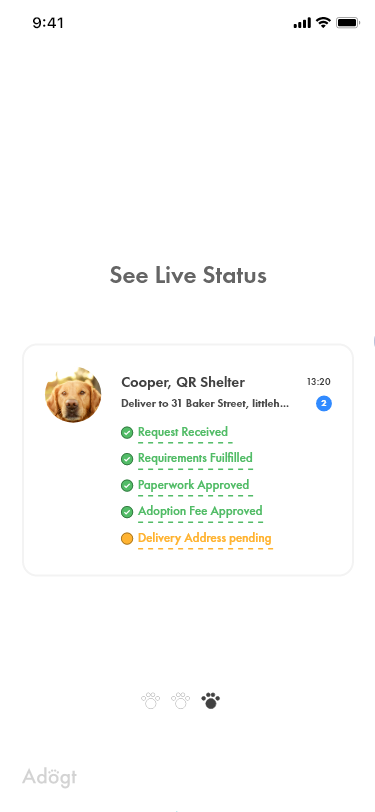 9:41
See Live Status
Cooper, QR Shelter
13:20
Deliver to 31 Baker Street, littleh...
2
Request Received
Requirements Fuilfilled
Paperwork Approved
Adoption Fee Approved
Delivery Address pending
Adögt